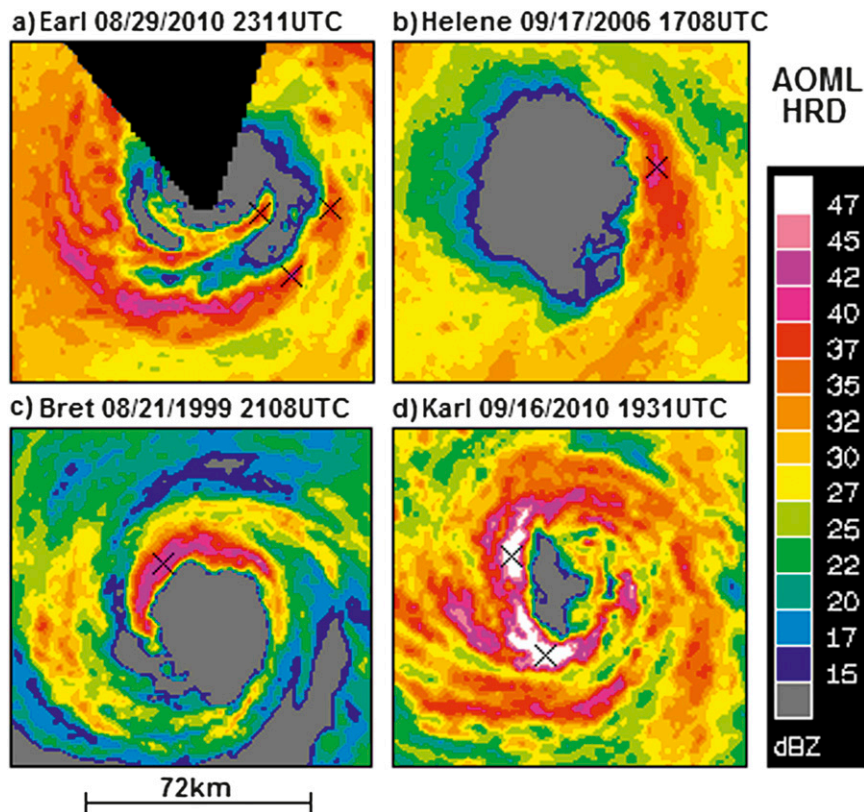 a) Earl 08/29/2010 2311UTC
b) Helene 09/17/2006 1708UTC
c) Bret 08/21/1999 2108UTC
d) Karl 09/16/2010 1931UTC
72km
AOML
HRD
47
45
42
40
37
35
32
30
27
25
22
20
17
15
dBZ